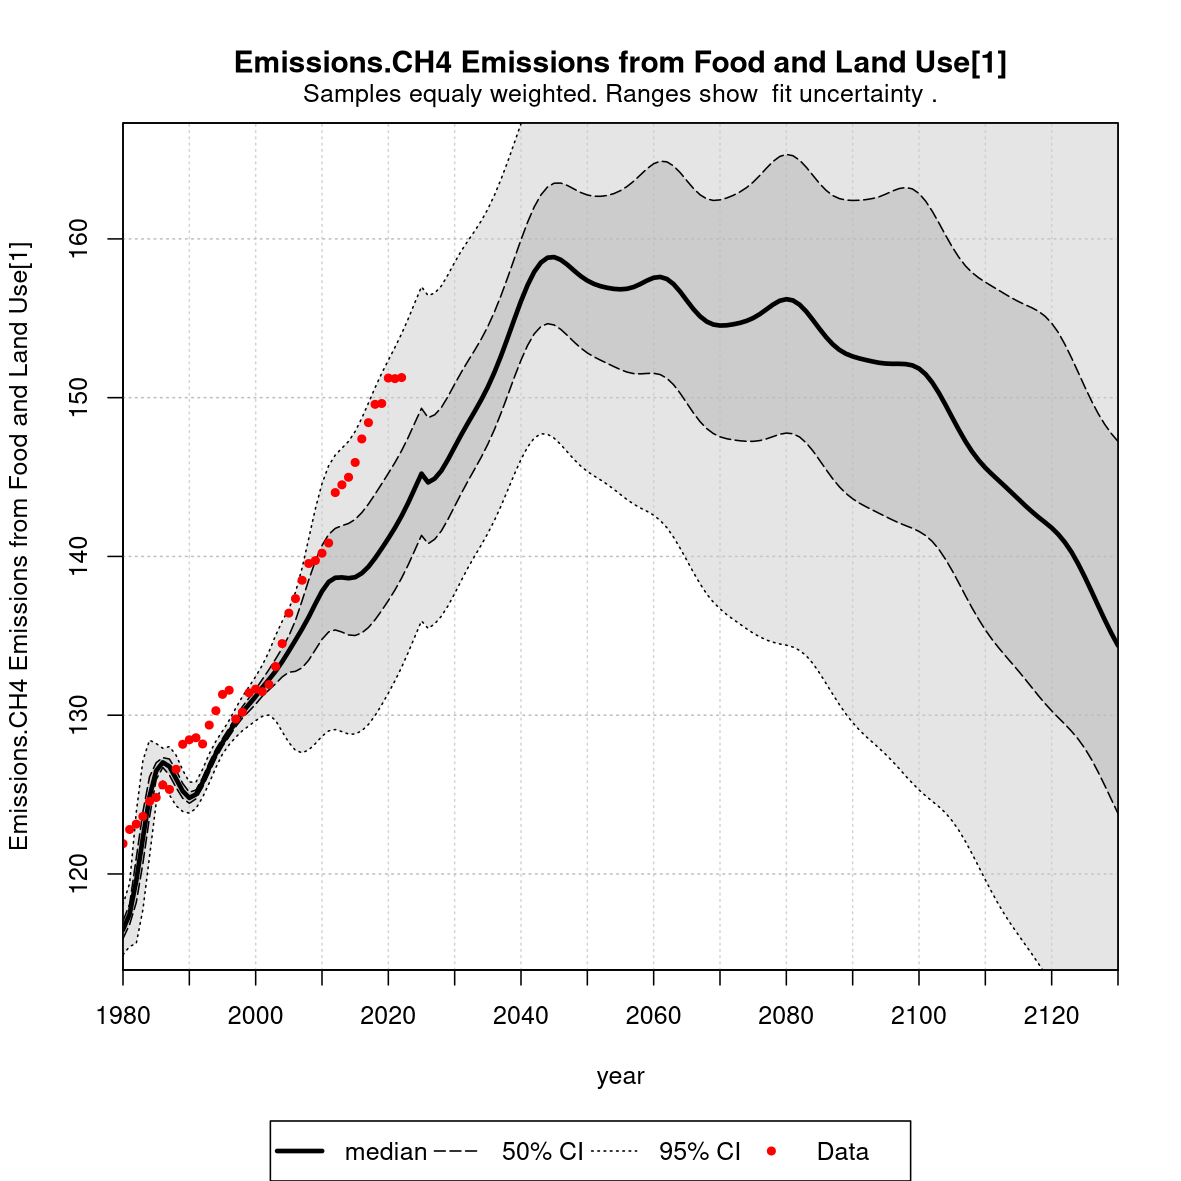 Emissions.CH4 Emissions from Food and Land Use[1]
Samples equaly weighted. Ranges show  fit uncertainty .
Emissions.CH4 Emissions from Food and Land Use[1]
160
150
140
130
120
1980 2000 2020 2040 2060 2080 2100 2120
year
median 50% CI 95% CI Data